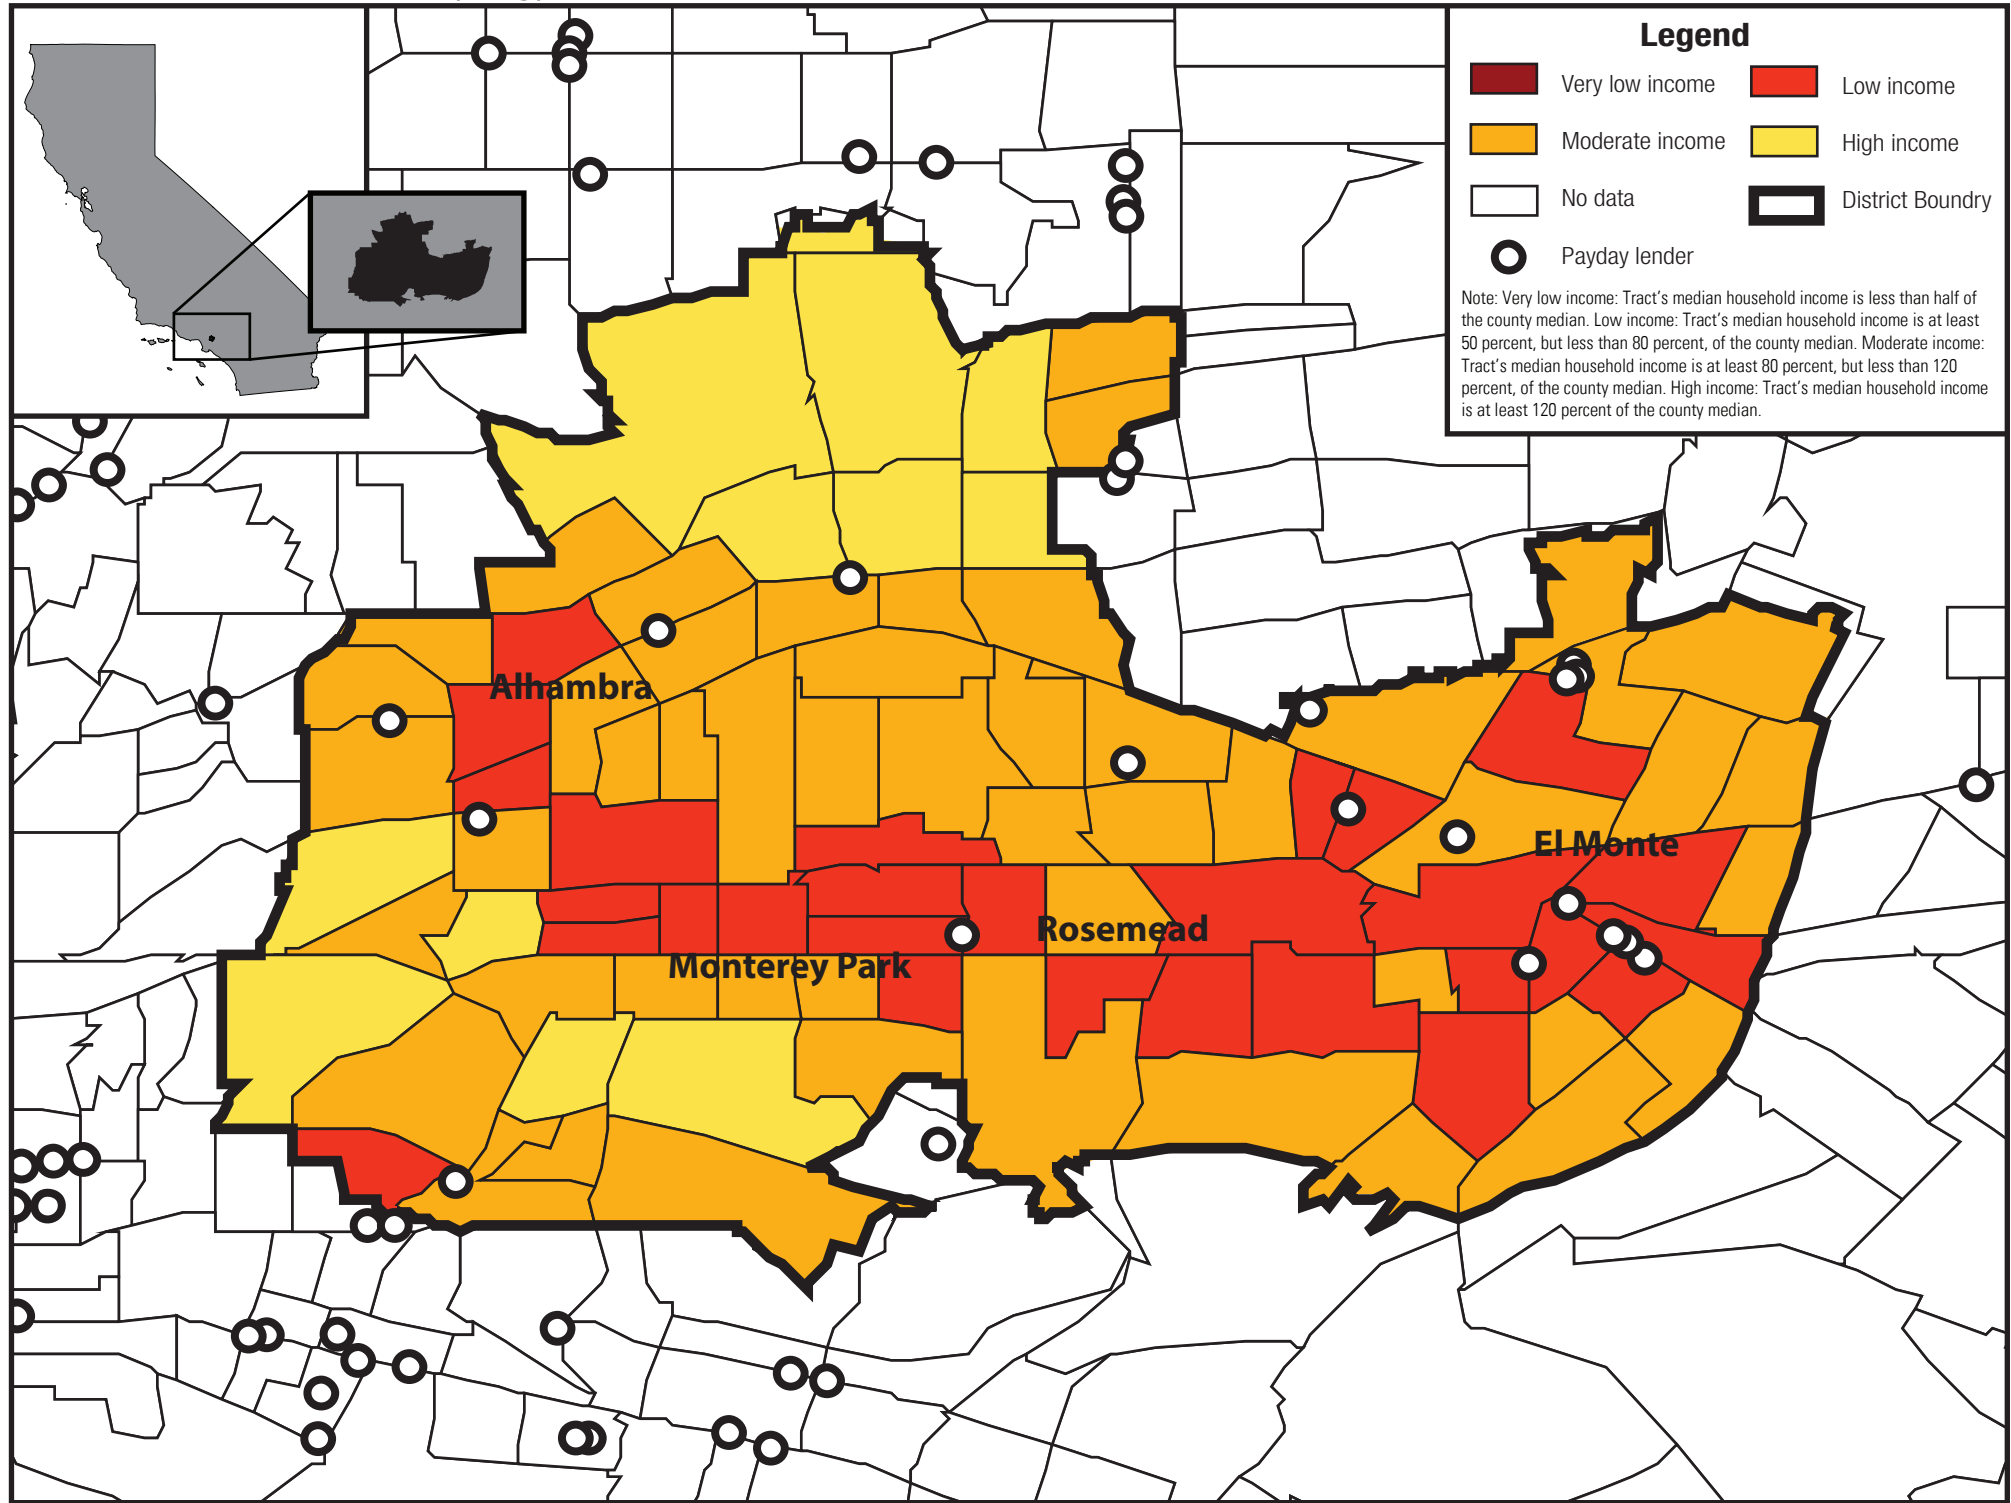 Legend
Very low income
Low income
Moderate income
High income
No data
District Boundry
Payday lender
Note: Very low income: Tract's median household income is less than half of
the county median. Low income: Tract's median household income is at least
50 percent, but less than 80 percent, of the county median. Moderate income:
Tract's median household income is at least 80 percent, but less than 120
percent, of the county median. High income: Tract's median household income
is at least 120 percent of the county median.
Alhambra
El Monte
Rosemead
Monterey Park